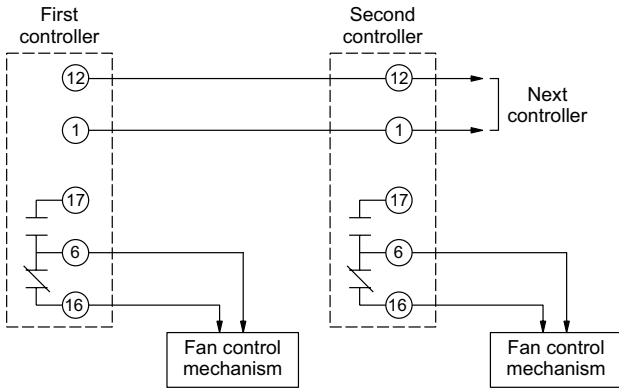 First
controller
Second
controller
12
12
Next
controller
1
1
17
17
6
6
16
16
Fan control
mechanism
Fan control
mechanism